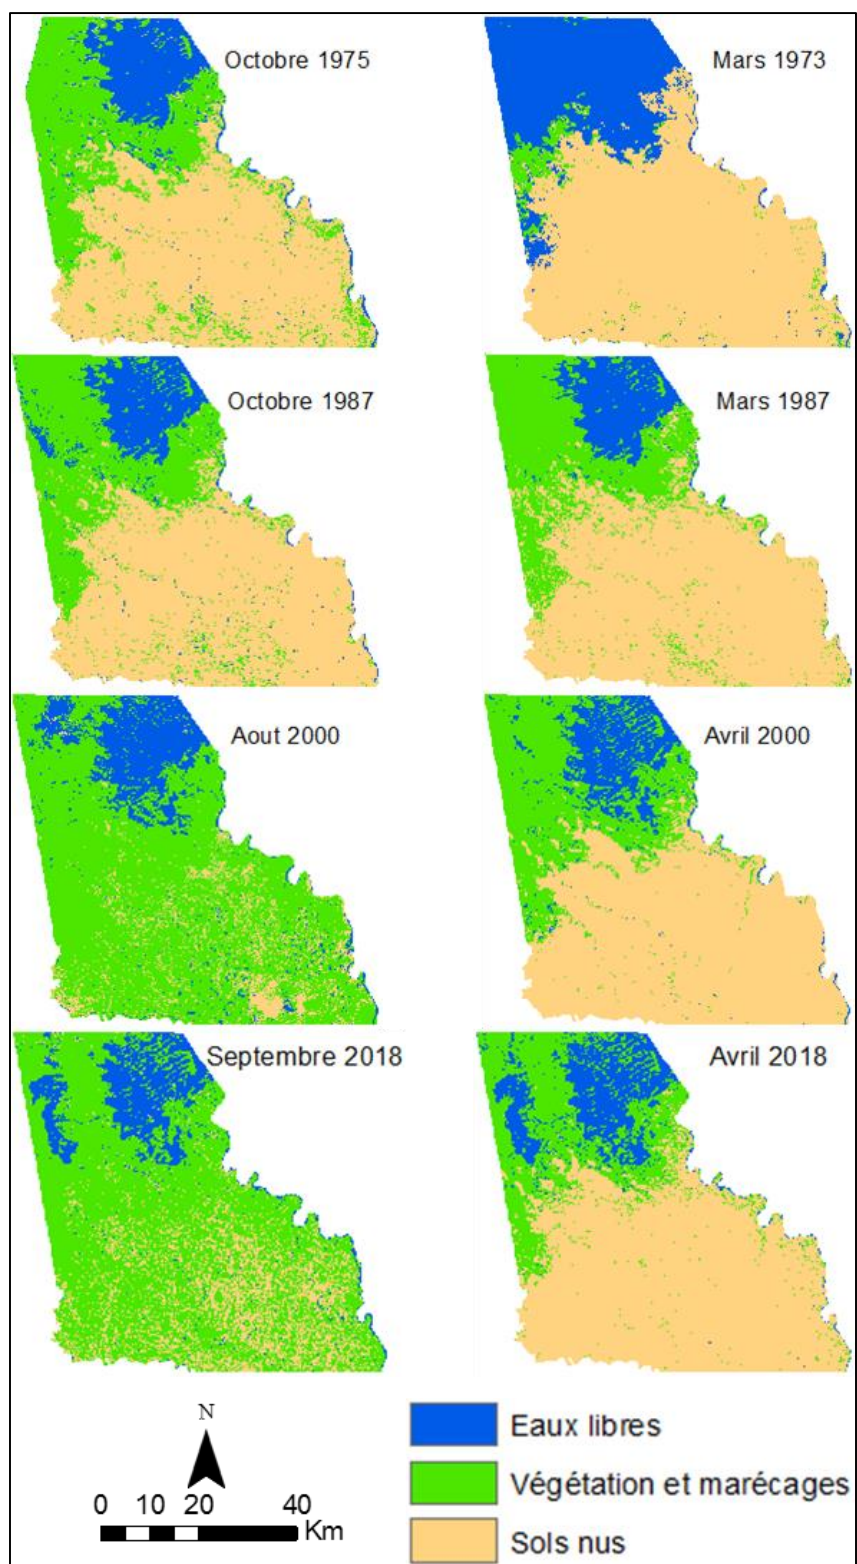 Octobre 1975
Mars 1973
Octobre 1987
Mars 1987
Aout 2000
Avril 2000
Septembre 2018
Avril 2018
N
0 10 20 40
Km
Eaux libres
Végétation et marécages
Sols nus